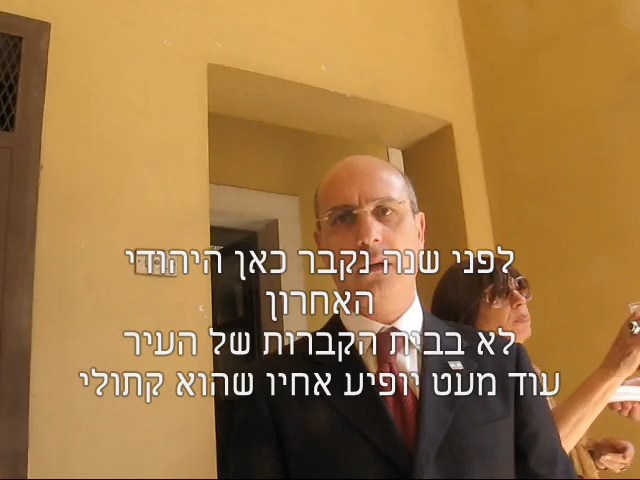 לפני שנה נקבר כאן היהודי
האחרון
לא בבית הקברות של העיר
עוד מעט יופיע אחיו שהוא קתולי